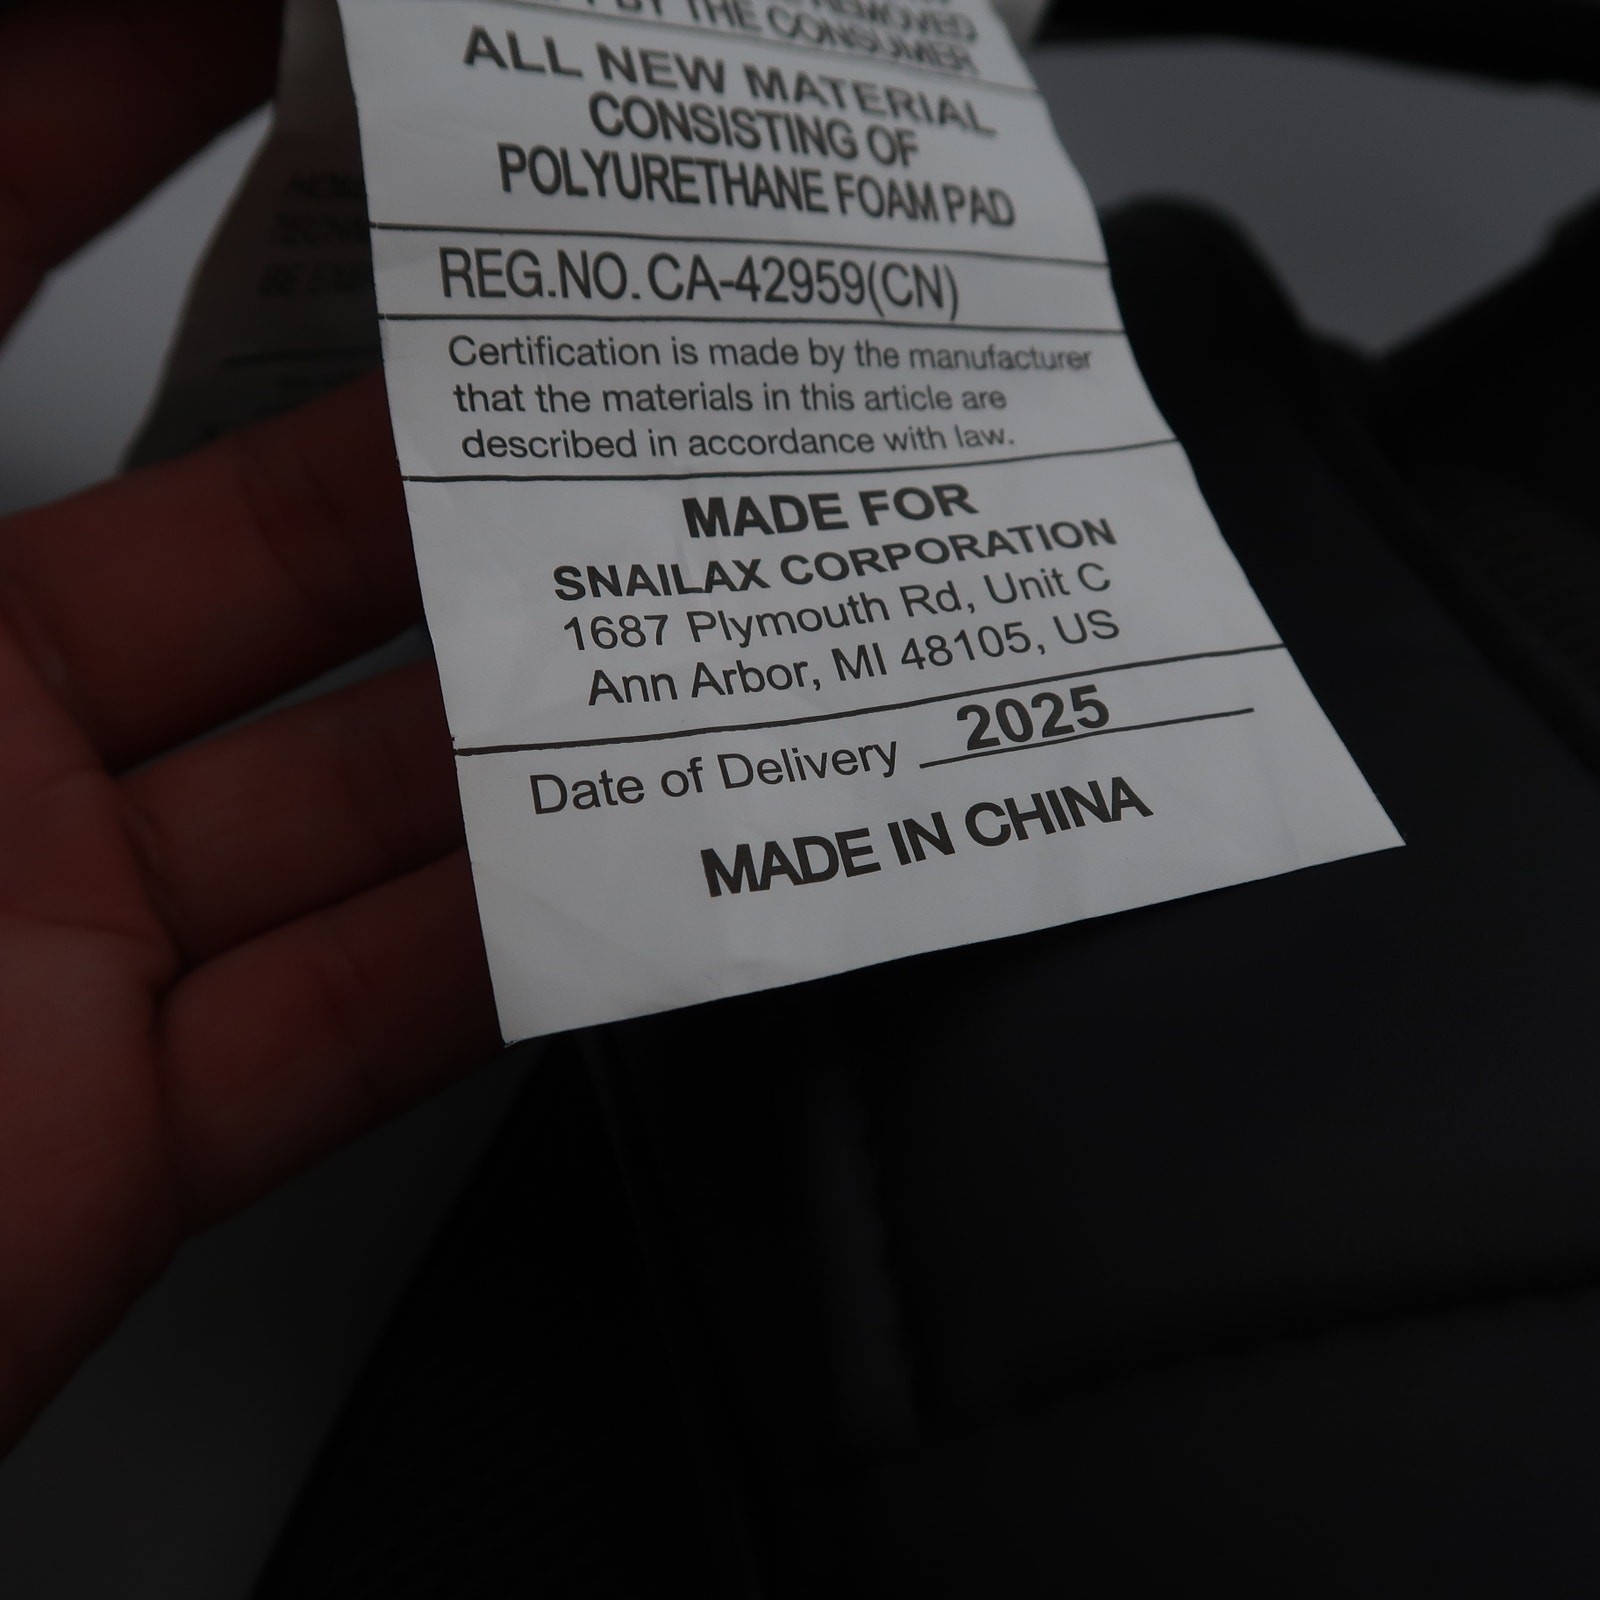 REMOVED
BY THE CONSUMER
ALL NEW MATERIAL
CONSISTING OF
POLYURETHANE FOAM PAD
REG.NO. CA-42959(CN)
Certification is made by the manufacturer
that the materials in this article are
described in accordance with law.
MADE FOR
SNAILAX CORPORATION
1687 Plymouth Rd, Unit C
Ann Arbor, MI 48105, US
Date of Delivery 2025
MADE IN CHINA